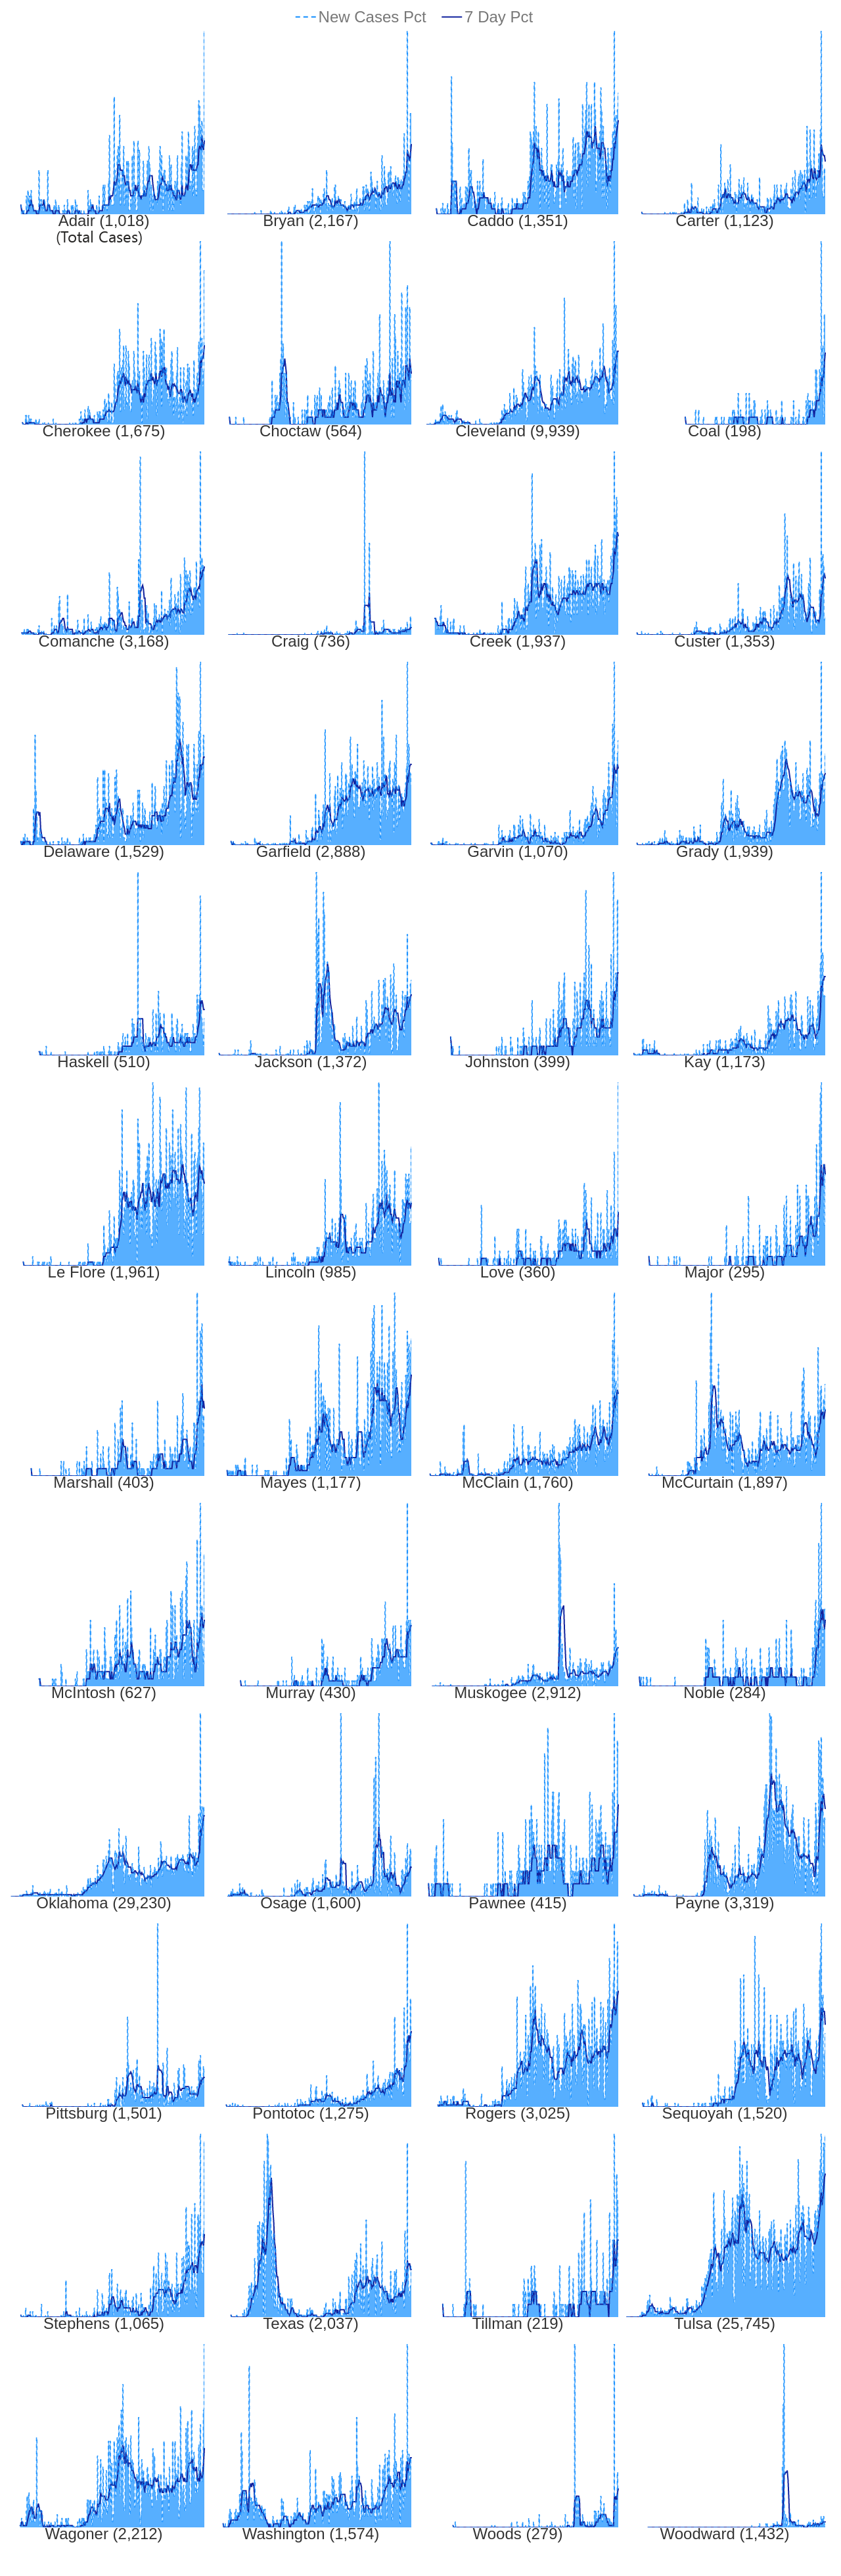 New Cases Pct 7 Day Pct
Adair (1,018) Bryan (2,167) Caddo (1,351) Carter (1,123)
(Total Cases)
Cherokee (1,675) Choctaw (564) Cleveland (9,939) Coal (198)
Comanche (3,168) Craig (736) Creek (1,937) Custer (1,353)
Delaware (1,529) Garfield (2,888) Garvin (1,070) Grady (1,939)
Haskell (510) Jackson (1,372) Johnston (399) Kay (1,173)
Le Flore (1,961) Lincoln (985) Love (360) Major (295)
Marshall (403) Mayes (1,177) McClain (1,760) McCurtain (1,897)
McIntosh (627) Murray (430) Muskogee (2,912) Noble (284)
Oklahoma (29,230) Osage (1,600) Pawnee (415) Payne (3,319)
Pittsburg (1,501) Pontotoc (1,275) Rogers (3,025) Sequoyah (1,520)
Stephens (1,065) Texas (2,037) Tillman (219) Tulsa (25,745)
Wagoner (2,212) Washington (1,574) Woods (279) Woodward (1,432)